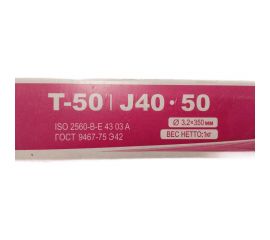 T-50 | J40 · 50
ISO 2560-B-E 43 03 A
ГОСТ 9467-75 Э42
Ø 3,2×350 мм
ВЕС НЕТТО: 1кг